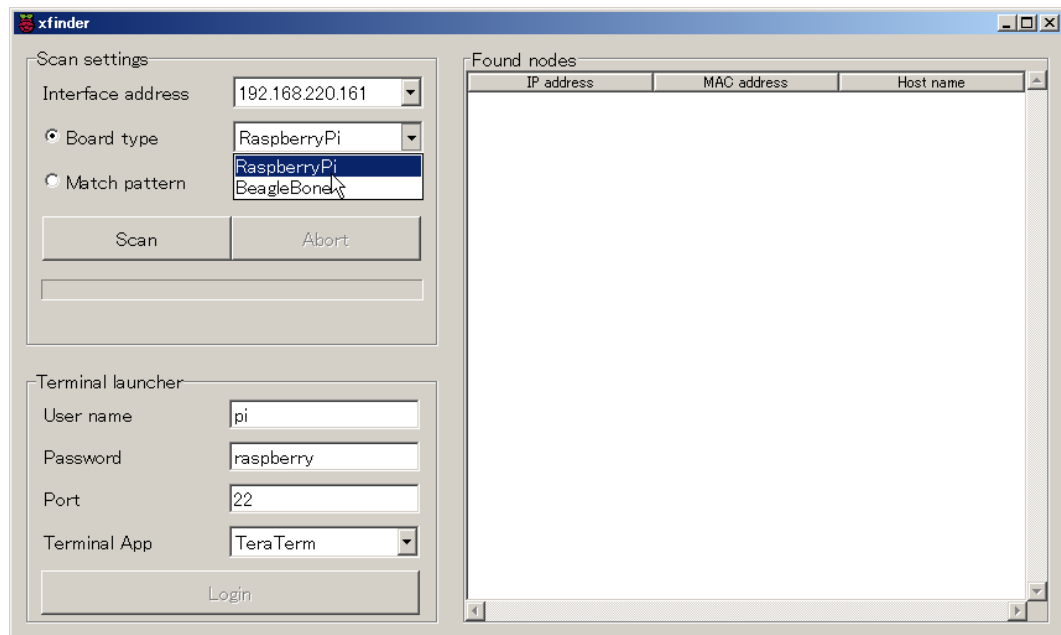 xfinder
Scan settings
Interface address 192.168.220.161
Board type RaspberryPi
RaspberryPi
Match pattern BeagleBone
Scan Abort
Terminal launcher
User name pi
Password raspberry
Port 22
Terminal App TeraTerm
Login
Found nodes
IP address MAC address Host name